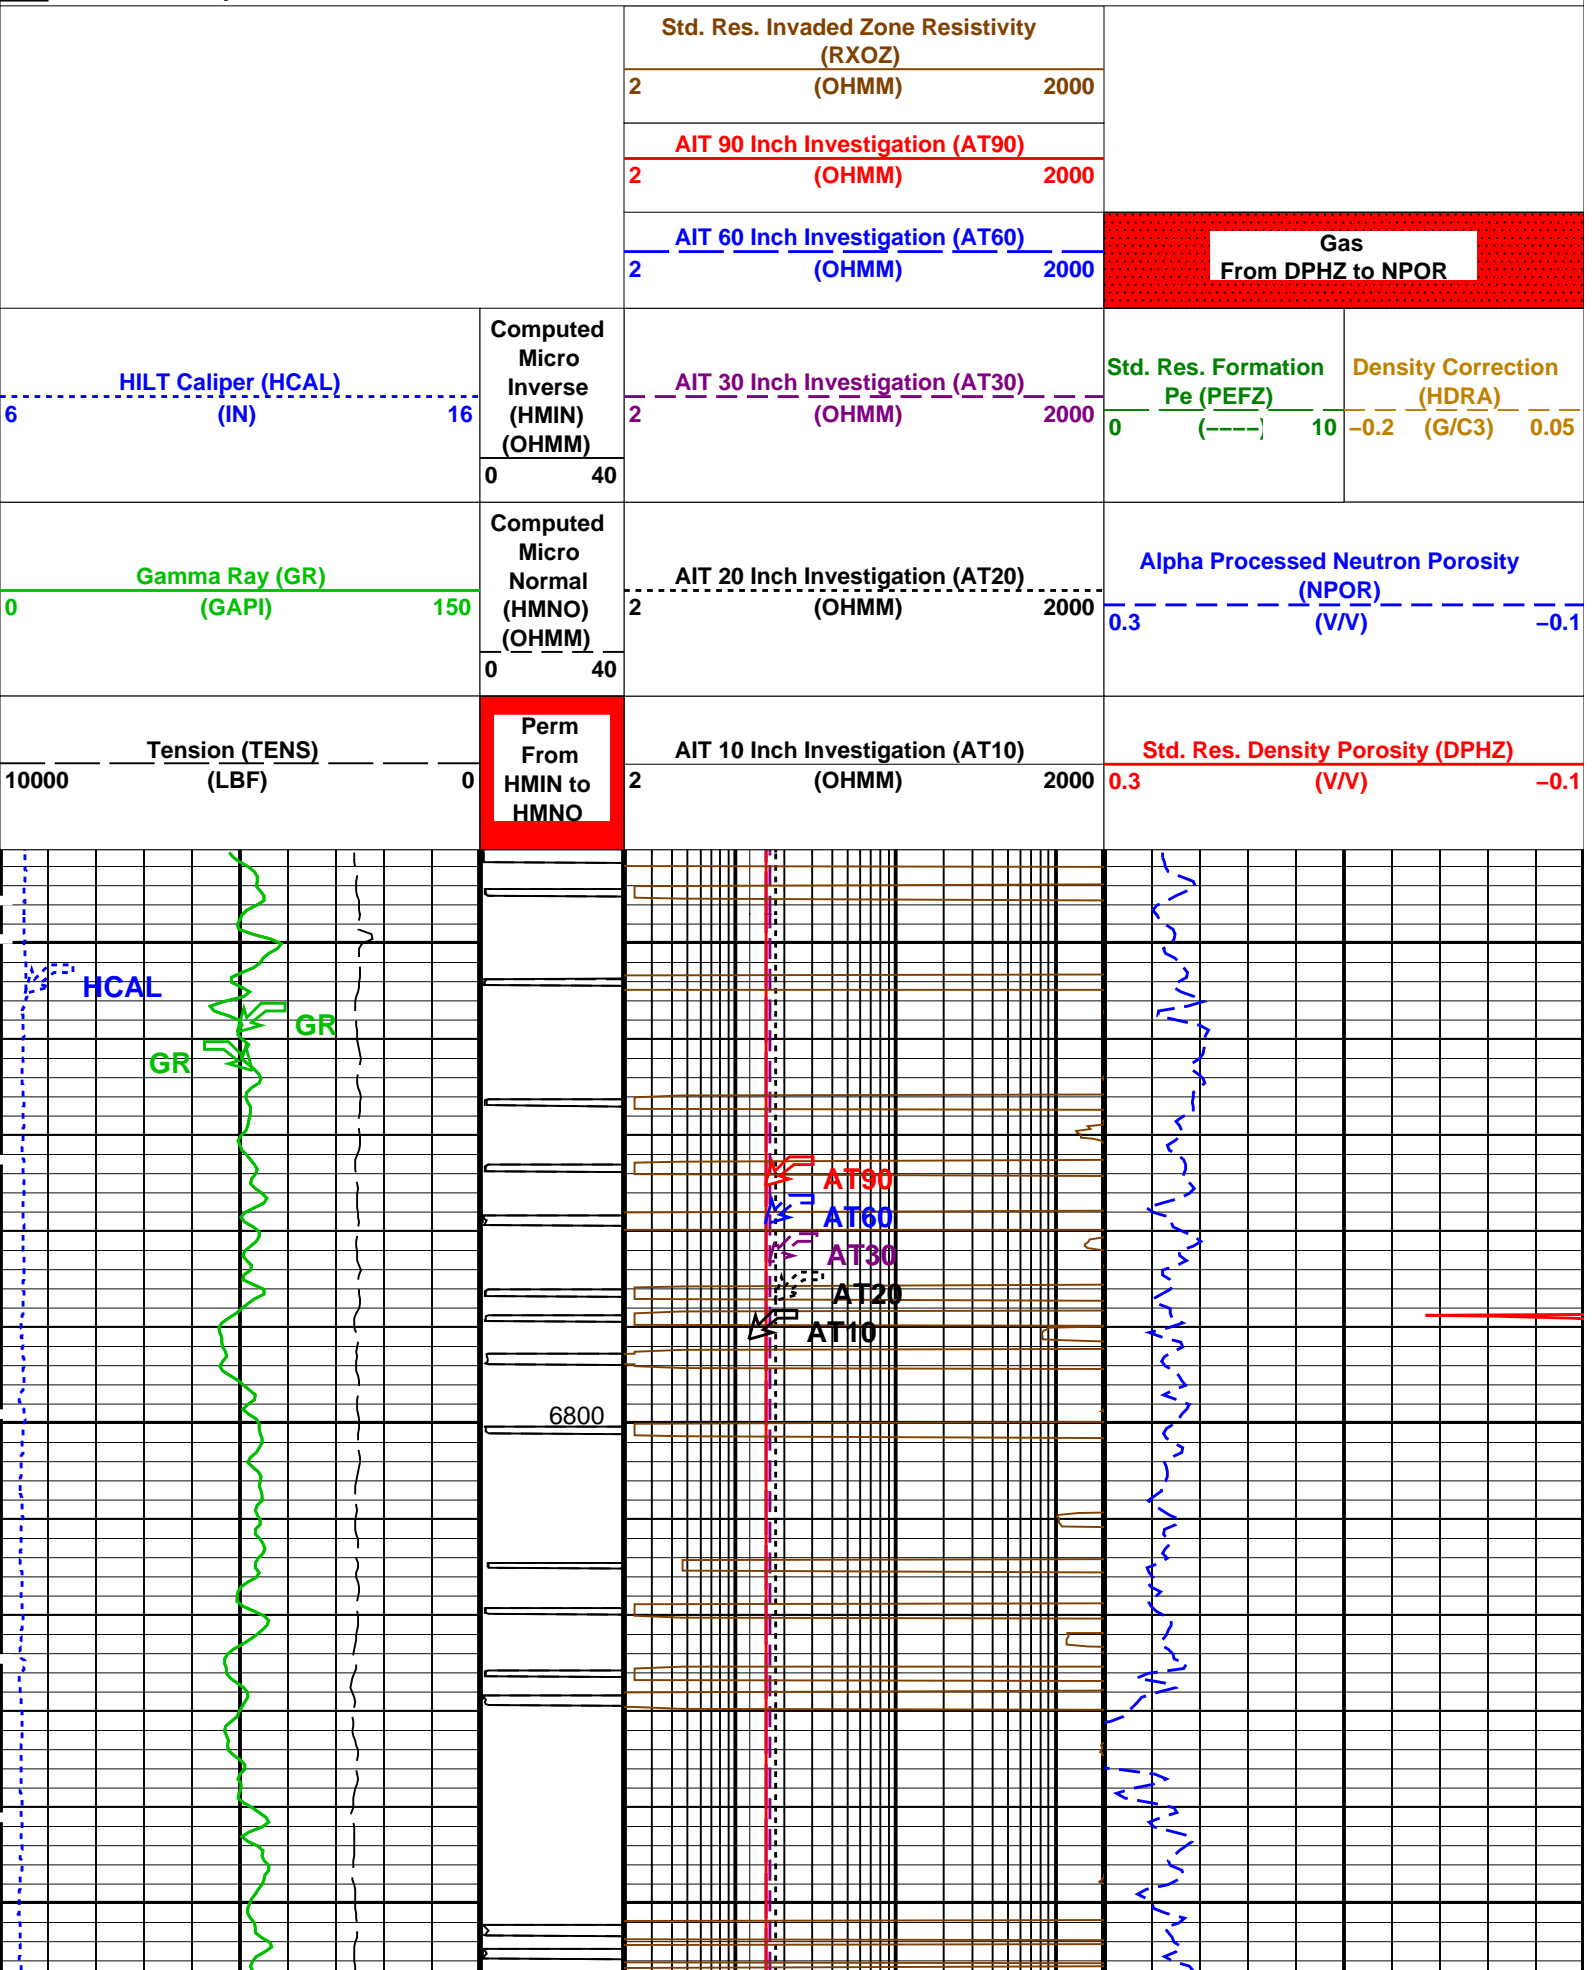 Std. Res. Invaded Zone Resistivity
(RXOZ)
2 (OHMM) 2000
AIT 90 Inch Investigation (AT90)
2 (OHMM) 2000
AIT 60 Inch Investigation (AT60)
2 (OHMM) 2000
Gas
From DPHZ to NPOR
HILT Caliper (HCAL)
6 (IN) 16
Computed
Micro
Inverse
(HMIN)
(OHMM)
0 40
AIT 30 Inch Investigation (AT30)
2 (OHMM) 2000
Std. Res. Formation
Pe (PEFZ)
0 (----) 10
Density Correction
(HDRA)
-0.2 (G/C3) 0.05
Gamma Ray (GR)
0 (GAPI) 150
Computed
Micro
Normal
(HMNO)
(OHMM)
0 40
AIT 20 Inch Investigation (AT20)
2 (OHMM) 2000
Alpha Processed Neutron Porosity
(NPOR)
0.3 (V/V) -0.1
Tension (TENS)
10000 (LBF) 0
Perm
From
HMIN to
HMNO
AIT 10 Inch Investigation (AT10)
2 (OHMM) 2000
Std. Res. Density Porosity (DPHZ)
0.3 (V/V) -0.1
HCAL
GR
GR
AT90
AT60
AT30
AT20
AT10
6800